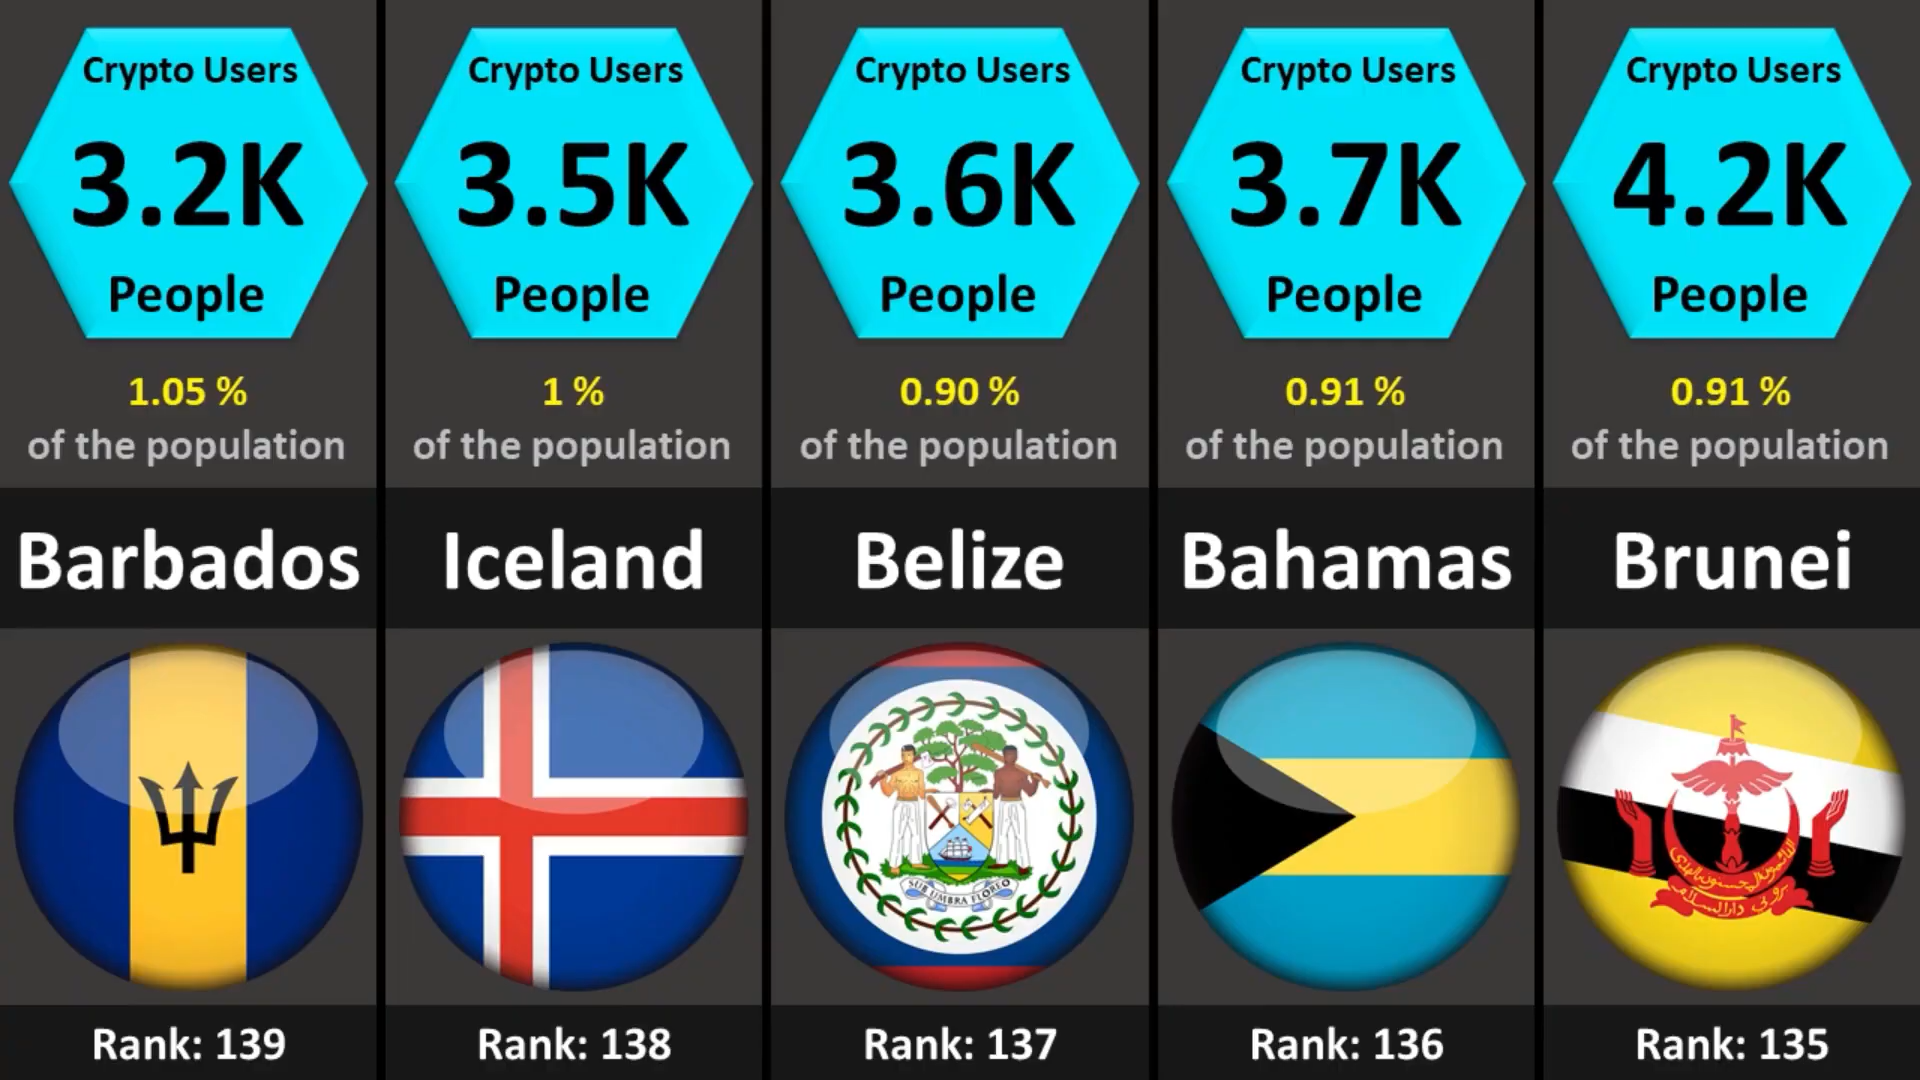 Crypto Users
3.2K
People
1.05 %
of the population
Barbados
Rank: 139
Crypto Users
3.5K
People
1 %
of the population
Iceland
Rank: 138
Crypto Users
3.6K
People
0.90 %
of the population
Belize
SUB UMBRA FLOREO
Rank: 137
Crypto Users
3.7K
People
0.91 %
of the population
Bahamas
Rank: 136
Crypto Users
4.2K
People
0.91 %
of the population
Brunei
Rank: 135